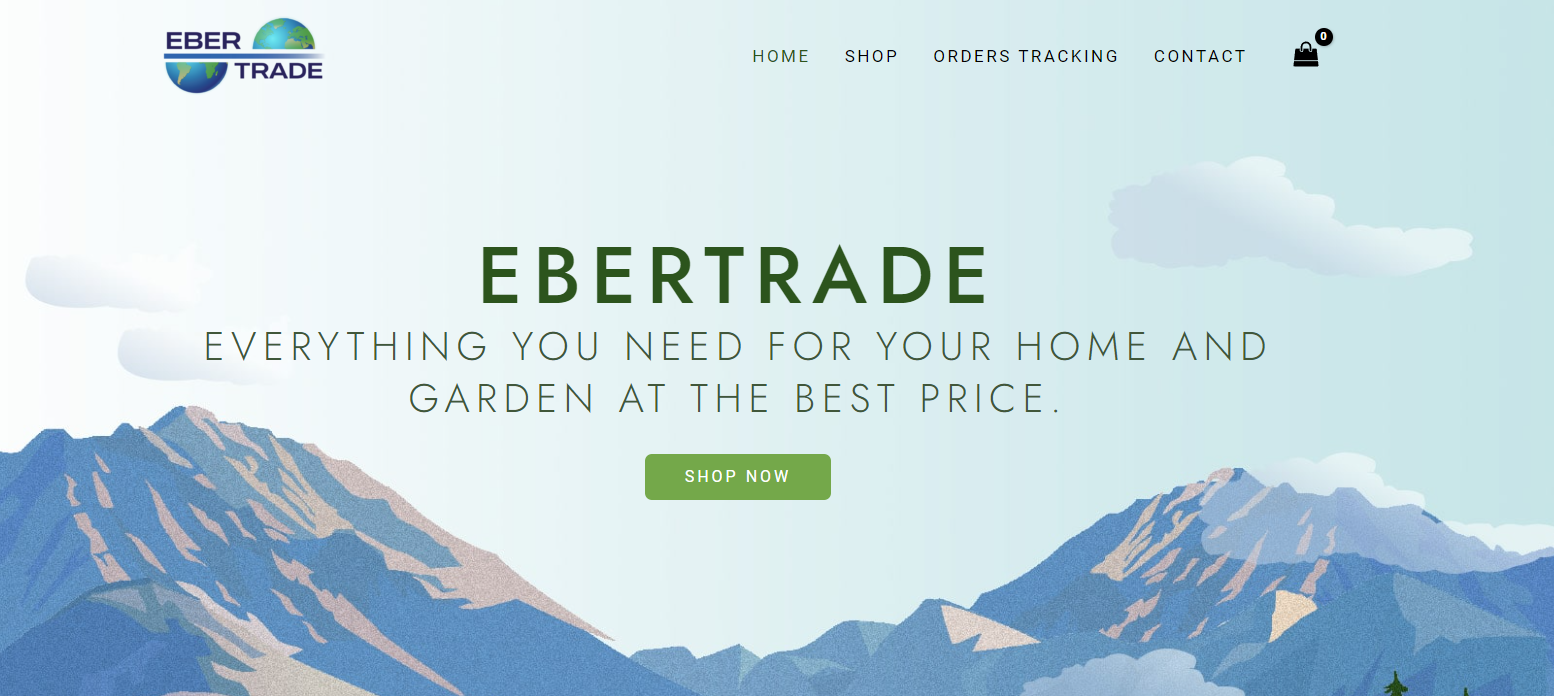 EBER
TRADE
HOME SHOP ORDERS TRACKING CONTACT 0
EBERTRADE
EVERYTHING YOU NEED FOR YOUR HOME AND
GARDEN AT THE BEST PRICE.
SHOP NOW